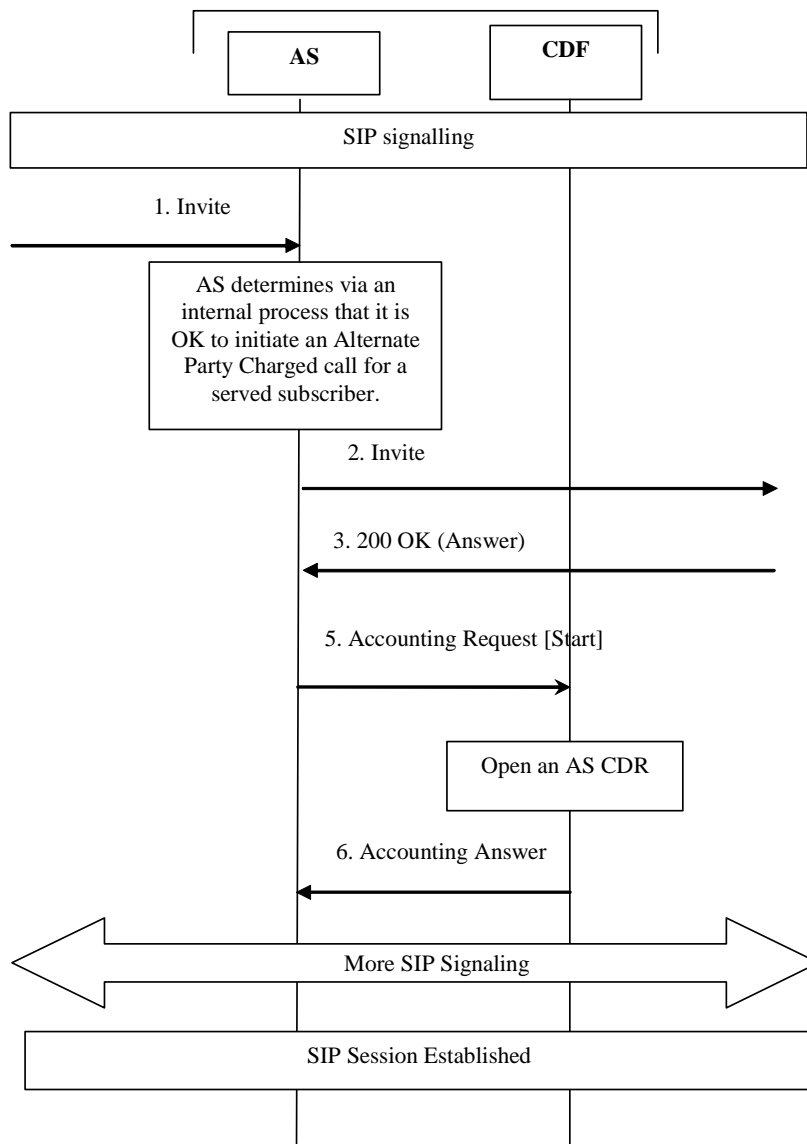 AS
CDF
SIP signalling
1. Invite
AS determines via an
internal process that it is
OK to initiate an Alternate
Party Charged call for a
served subscriber.
2. Invite
3. 200 OK (Answer)
5. Accounting Request [Start]
Open an AS CDR
6. Accounting Answer
More SIP Signaling
SIP Session Established